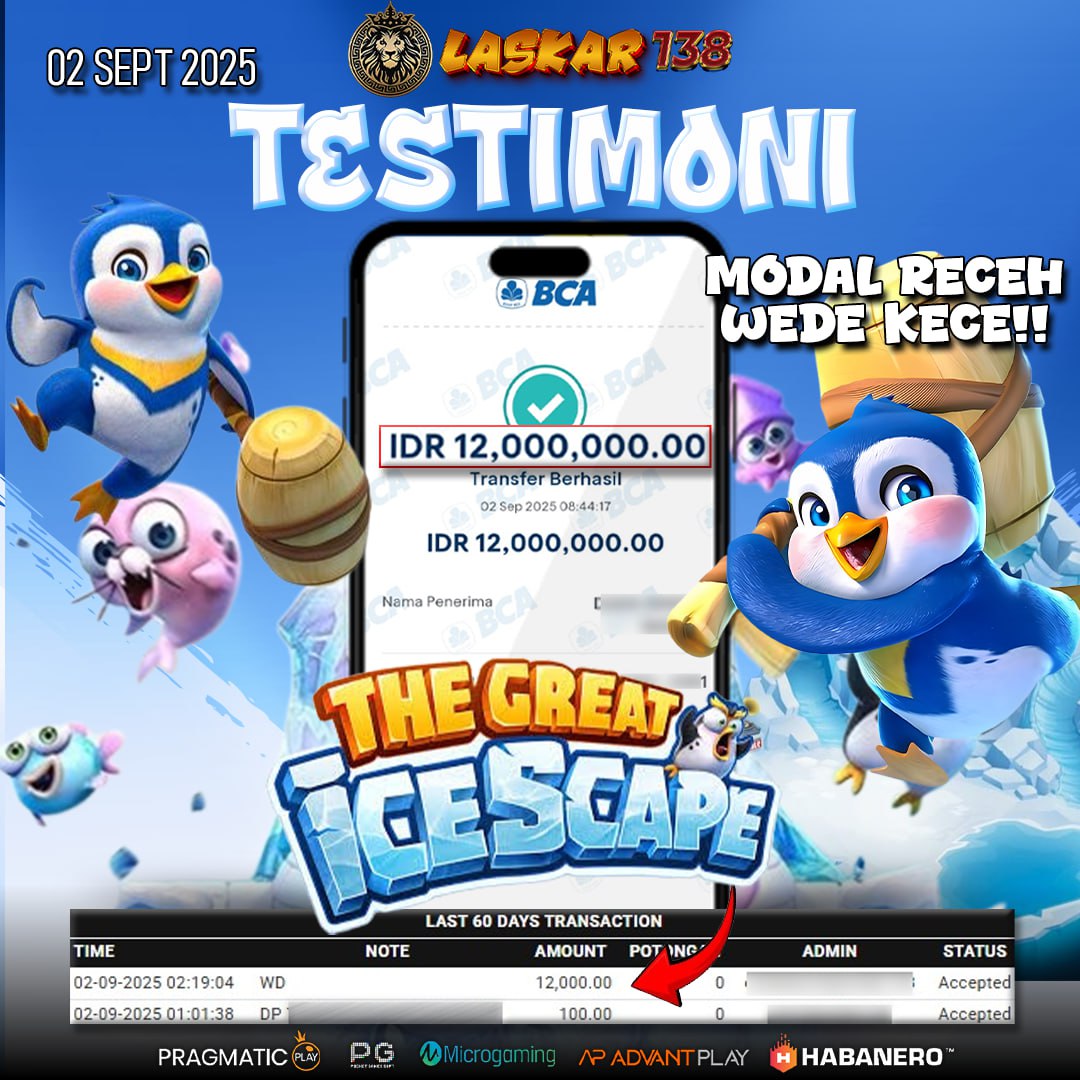 02 SEPT 2025
LASKAR138
TESTIMONI
MODAL RECEH
WEDE KECE!!
BCA
IDR 12,000,000.00
Transfer Berhasil
02 Sep 2025 08:44:17
IDR 12,000,000.00
Nama Penerima
1
THE GREAT
ICESCAPE
LAST 60 DAYS TRANSACTION
TIME NOTE AMOUNT ADMIN STATUS
02-09-2025 02:19:04 WD 12,000.00 0 Accepted
02-09-2025 01:01:38 DP 100.00 0 Accepted
PRAGMATIC PLAY PG Microgaming AP ADVANTPLAY H HABANERO™